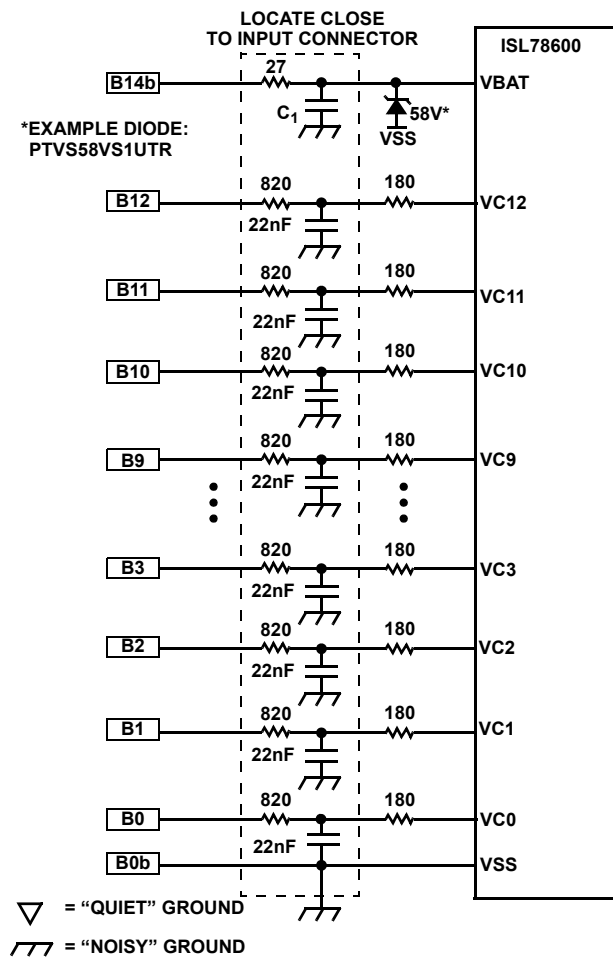 LOCATE CLOSE
TO INPUT CONNECTOR
ISL78600
B14b
27
VBAT
C1
58V*
VSS
*EXAMPLE DIODE:
PTVS58VS1UTR
B12
820
180
VC12
22nF
B11
820
180
VC11
22nF
B10
820
180
VC10
22nF
B9
820
180
VC9
22nF
B3
820
180
VC3
22nF
B2
820
180
VC2
22nF
B1
820
180
VC1
22nF
B0
820
180
VC0
22nF
B0b
VSS
= “QUIET” GROUND
= “NOISY” GROUND